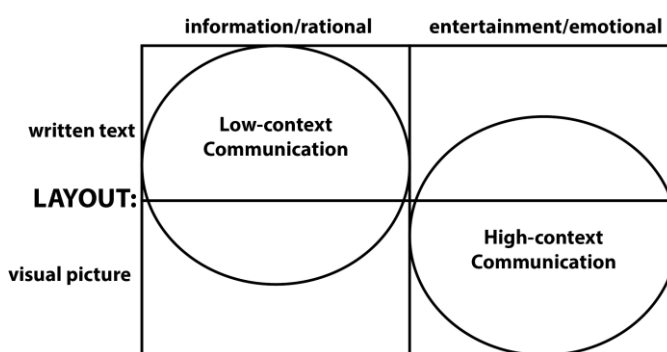 information/rational
entertainment/emotional
Low-context
Communication
written text
LAYOUT:
High-context
Communication
visual picture